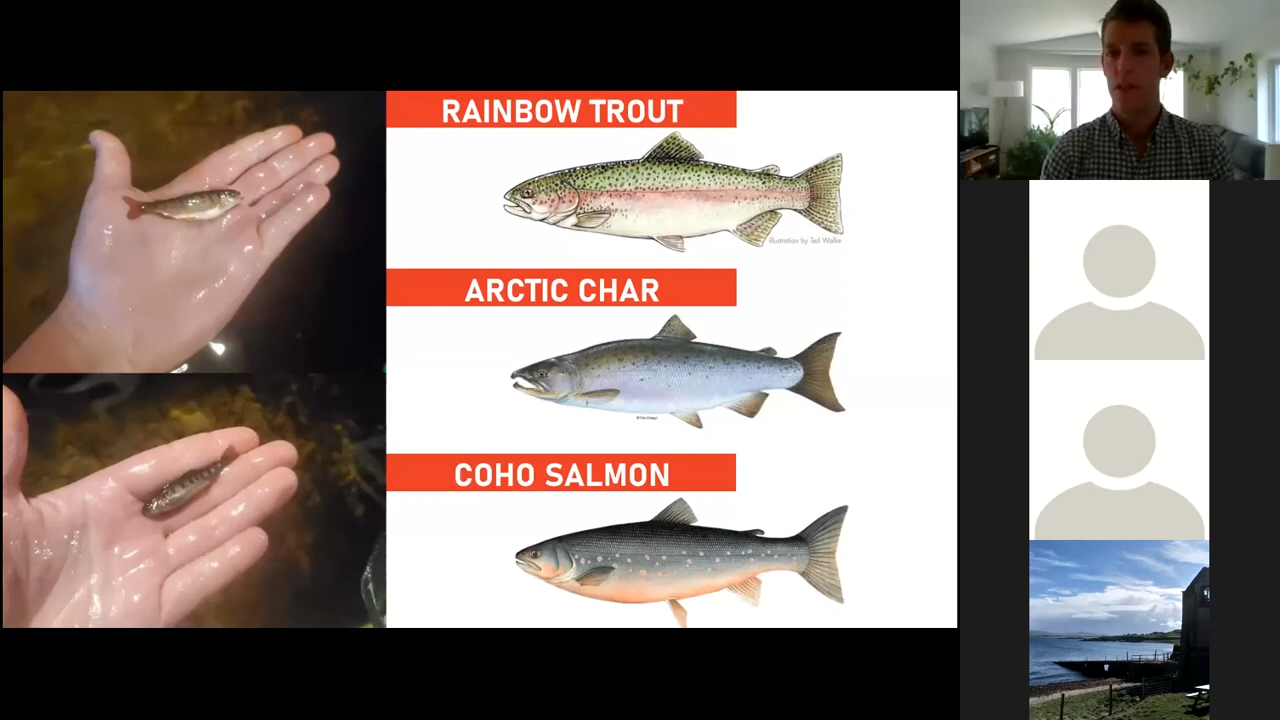 RAINBOW TROUT
Illustration by Ted Walke
ARCTIC CHAR
COHO SALMON